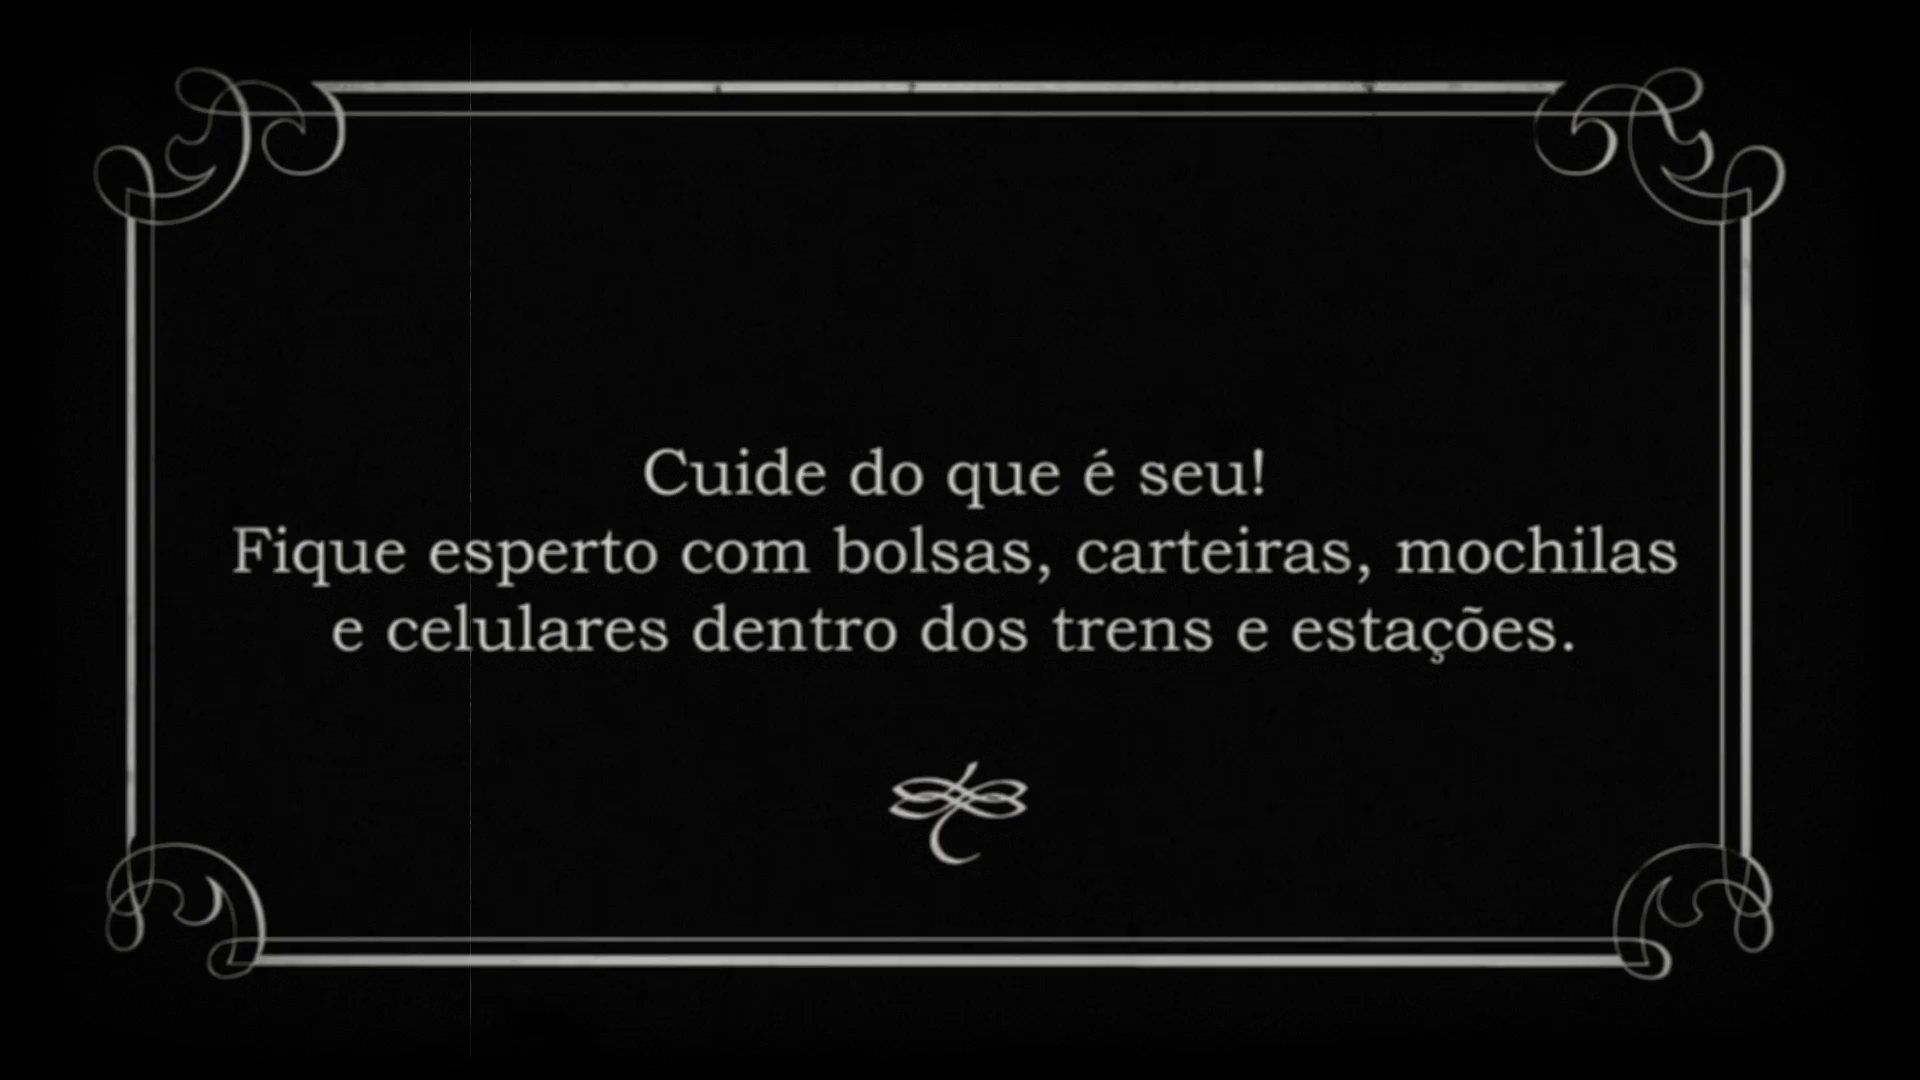 Cuide do que é seu!
Fique esperto com bolsas, carteiras, mochilas
e celulares dentro dos trens e estações.